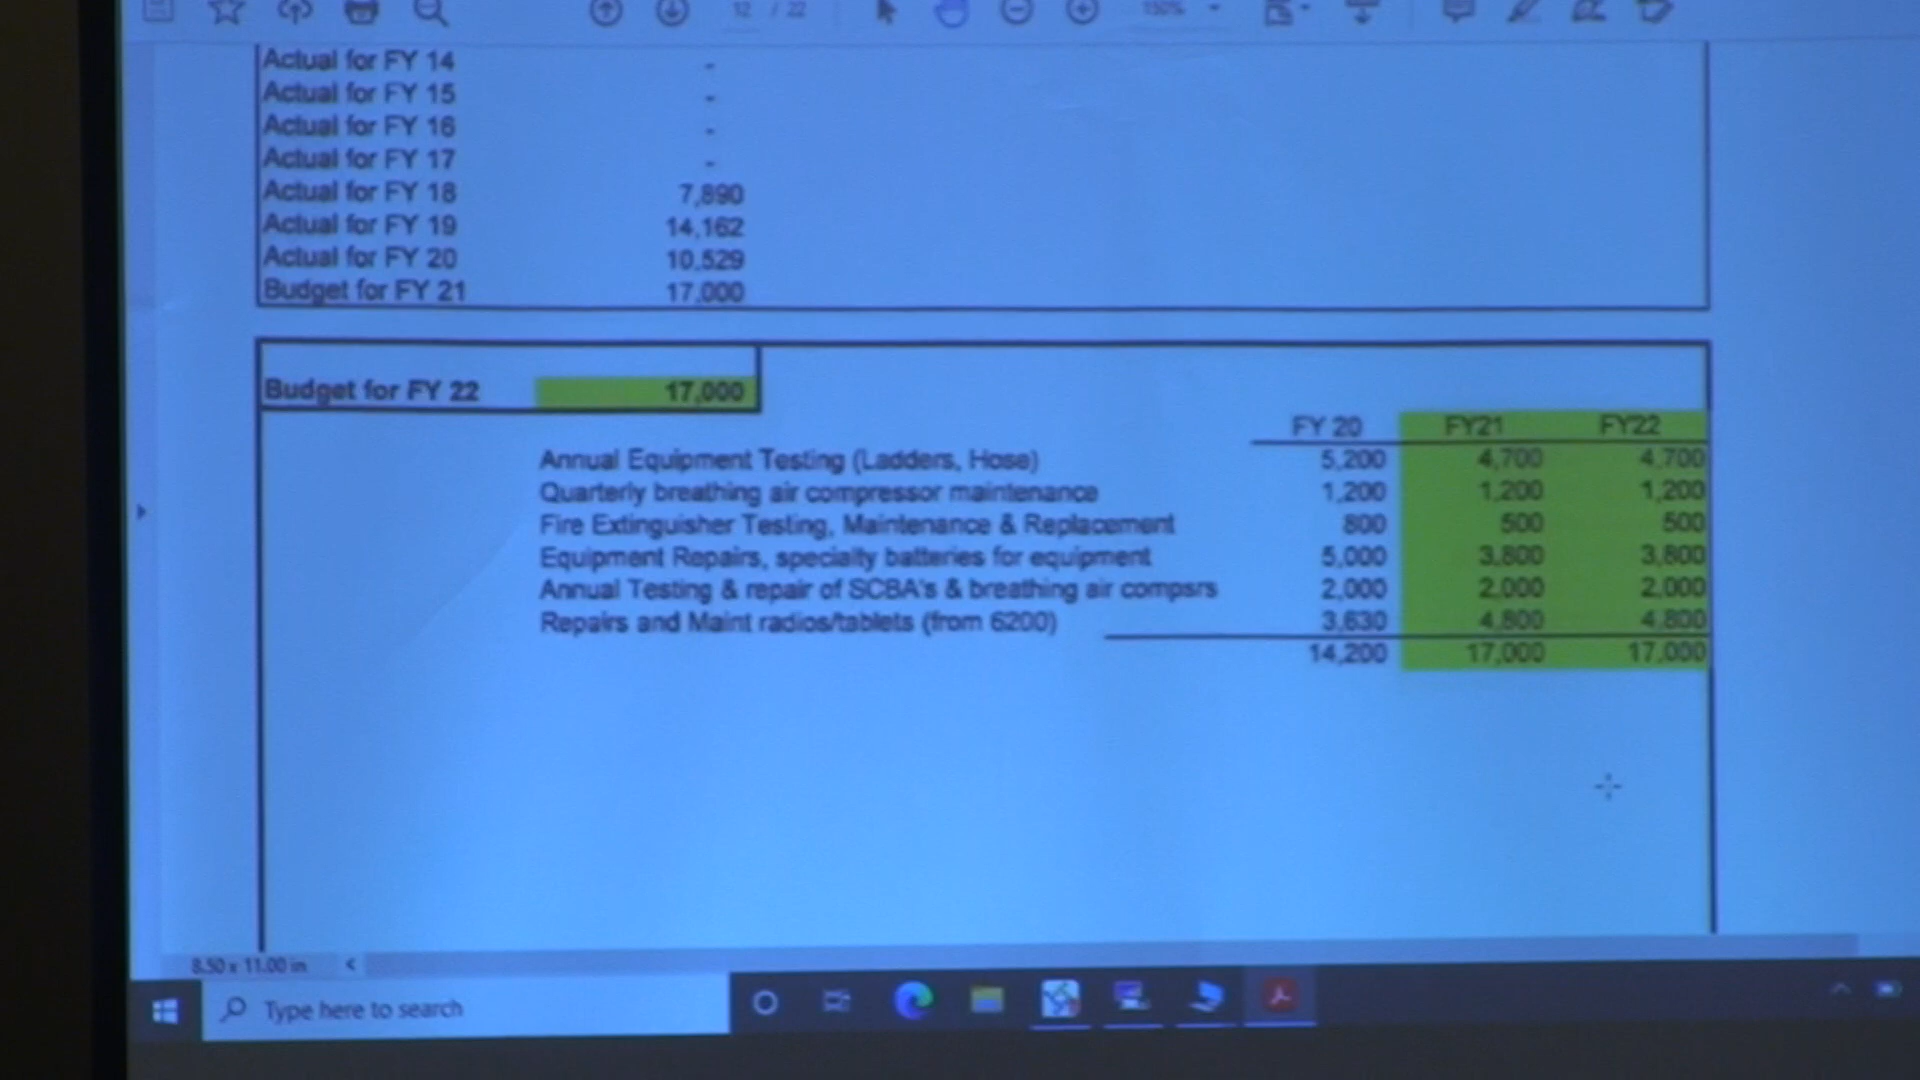 12 / 22 150%
Actual for FY 14 -
Actual for FY 15 -
Actual for FY 16 -
Actual for FY 17 -
Actual for FY 18 7,890
Actual for FY 19 14,162
Actual for FY 20 10,529
Budget for FY 21 17,000
Budget for FY 22 17,000
FY 20 FY21 FY22
Annual Equipment Testing (Ladders, Hose) 5,200 4,700 4,700
Quarterly breathing air compressor maintenance 1,200 1,200 1,200
Fire Extinguisher Testing, Maintenance & Replacement 800 500 500
Equipment Repairs, specialty batteries for equipment 5,000 3,800 3,800
Annual Testing & repair of SCBA's & breathing air compsrs 2,000 2,000 2,000
Repairs and Maint radios/tablets (from 6200) 3,630 4,800 4,800
14,200 17,000 17,000
8.50 x 11.00 in
Type here to search